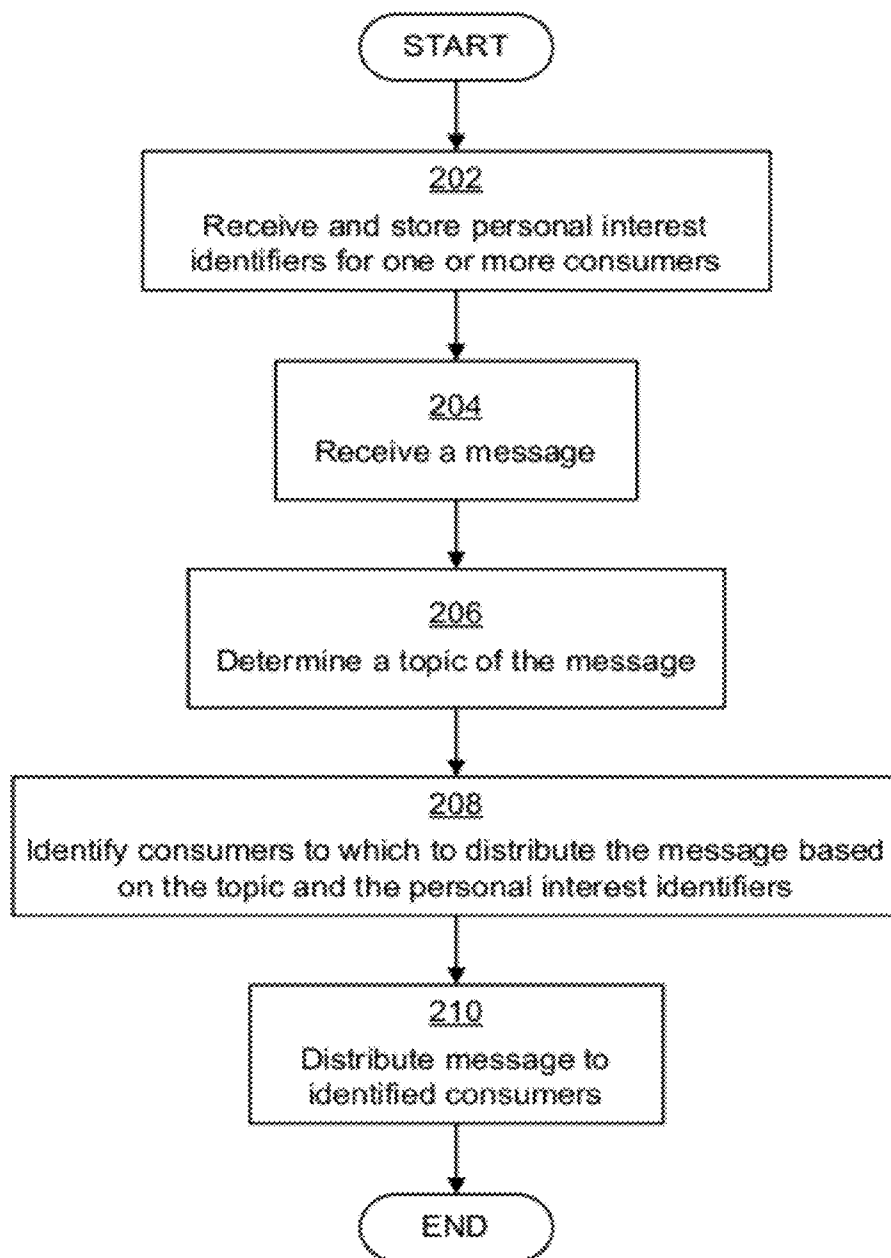 START
202
Receive and store personal interest
identifiers for one or more consumers
204
Receive a message
206
Determine a topic of the message
208
Identify consumers to which to distribute the message based
on the topic and the personal interest identifiers
210
Distribute message to
identified consumers
END